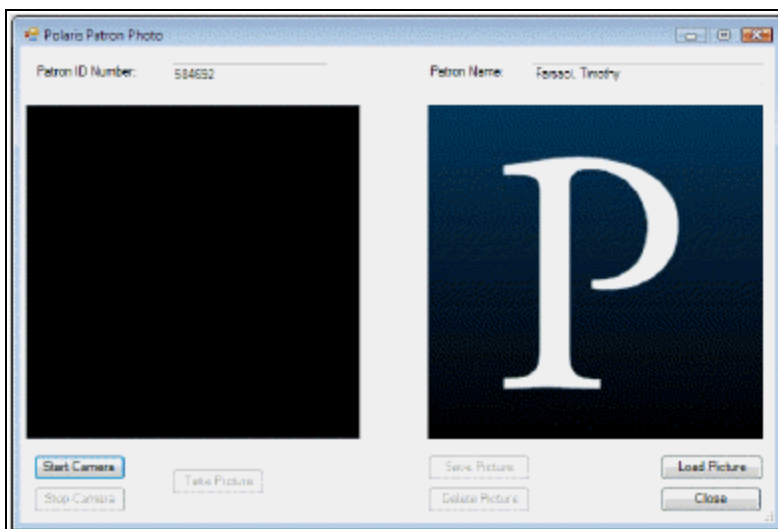 Polaris Patron Photo
Patron ID Number: 584692
Patron Name: Timothy
P
Start Camera
Take Picture
Save Picture
Load Picture
Stop Camera
Delete Picture
Close